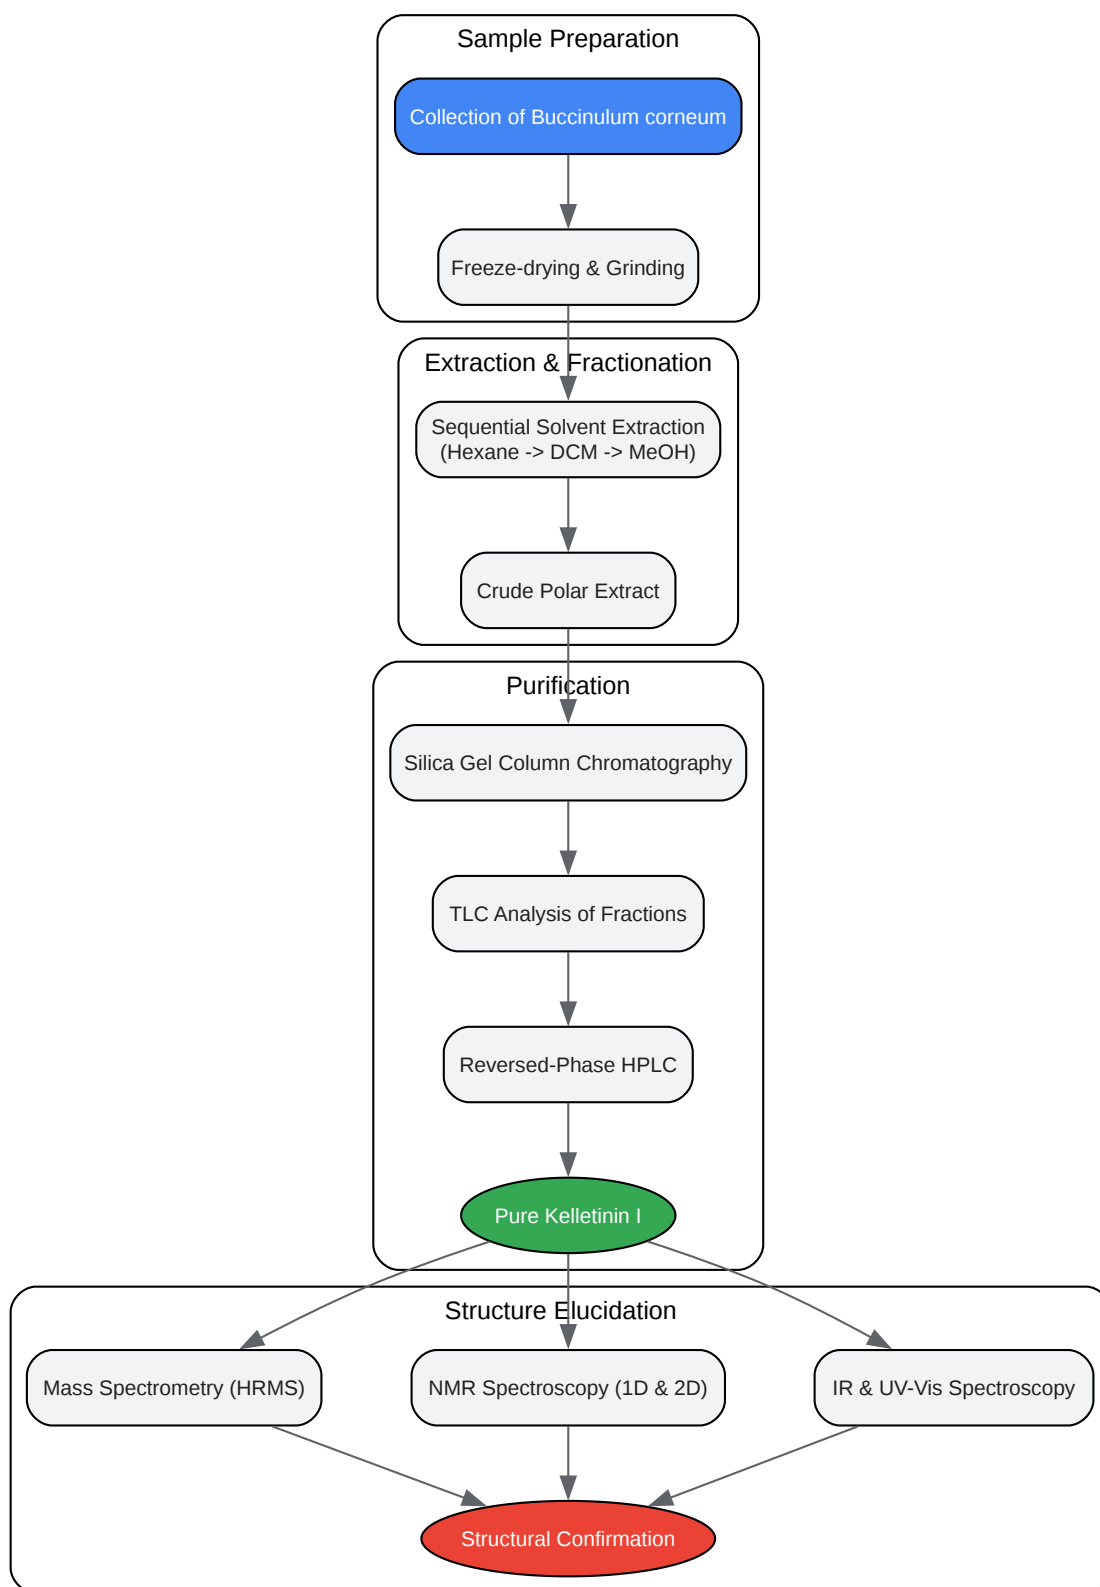 Sample Preparation
Collection of Buccinulum corneum
Freeze-drying & Grinding
Extraction & Fractionation
Sequential Solvent Extraction
(Hexane -> DCM -> MeOH)
Crude Polar Extract
Purification
Silica Gel Column Chromatography
TLC Analysis of Fractions
Reversed-Phase HPLC
Pure Kelletinin I
Structure Elucidation
Mass Spectrometry (HRMS)
NMR Spectroscopy (1D & 2D)
IR & UV-Vis Spectroscopy
Structural Confirmation